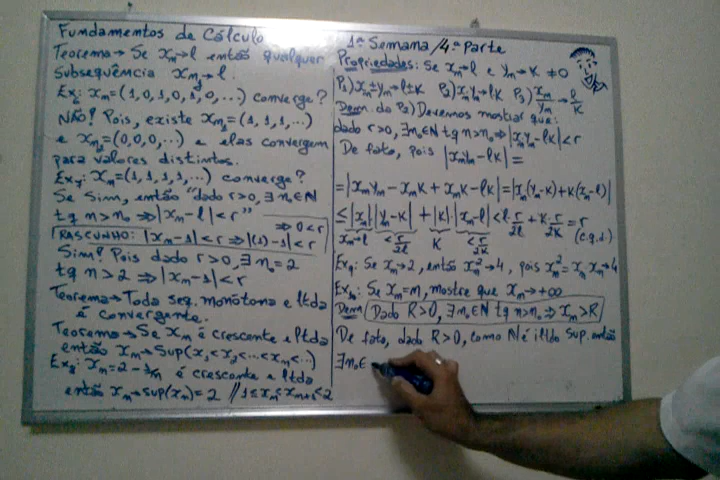 Fundamentos de Cálculo
Teorema → Se xₙ→l então qualquer
Subsequência xₙⱼ→l.
xₙ=(1,0,1,0,1,0,...) converge?
NÃO! Pois, existe xₙ₁=(1,1,1,...)
e xₙ₂=(0,0,0,...) e elas convergem
para valores distintos.
xₙ=(1,1,1,1,...) converge?
Se Sim, então "dado r>0, ∃ n₀∈ℕ
tq n>n₀ ⇒ |xₙ-l|<r" ⇒ 0<r
RASCUNHO: |xₙ-1|<r ⇒ |(1)-1|<r
Sim! Pois dado r>0, ∃ n₀=2
tq n>2 ⇒ |xₙ-1|<r
Teorema → Toda seq. monótona e ltda
é convergente.
Teorema → Se xₙ é crescente e ltda
então xₙ→Sup(x₁<x₂<...<xₙ<...)
xₙ=2-1/n é crescente e ltda,
então xₙ→sup(xₙ)=2 // 1≤xₙ≤xₙ₊₁<2
1ª Semana/4ª Parte
Propriedades: Se xₙ→l e yₙ→k ≠0
P₁) xₙ±yₙ→l±k P₂) xₙyₙ→lk P₃) xₙ/yₙ→l/k
Dem. do P₂) Devemos mostrar que:
dado r>0, ∃n₀∈ℕ tq n>n₀⇒|xₙyₙ-lk|<r
De fato, pois |xₙyₙ-lk|=
=|xₙyₙ-xₙk+xₙk-lk|=|xₙ(yₙ-k)+k(xₙ-l)|
≤|xₙ||yₙ-k|+|k|·|xₙ-l|<l·r/2l+k·r/2k=r
xₙ→l <r/2l k <r/2k (c.q.d.)
Ex₉: Se xₙ→2, então xₙ²→4, pois xₙ²=xₙ·xₙ→4
Ex₁₀: Se xₙ=n, mostre que xₙ→+∞
Dem: Dado R>0, ∃n₀∈ℕ tq n>n₀⇒xₙ>R
De fato, dado R>0, como ℕ é illdo Sup. então
∃n₀∈